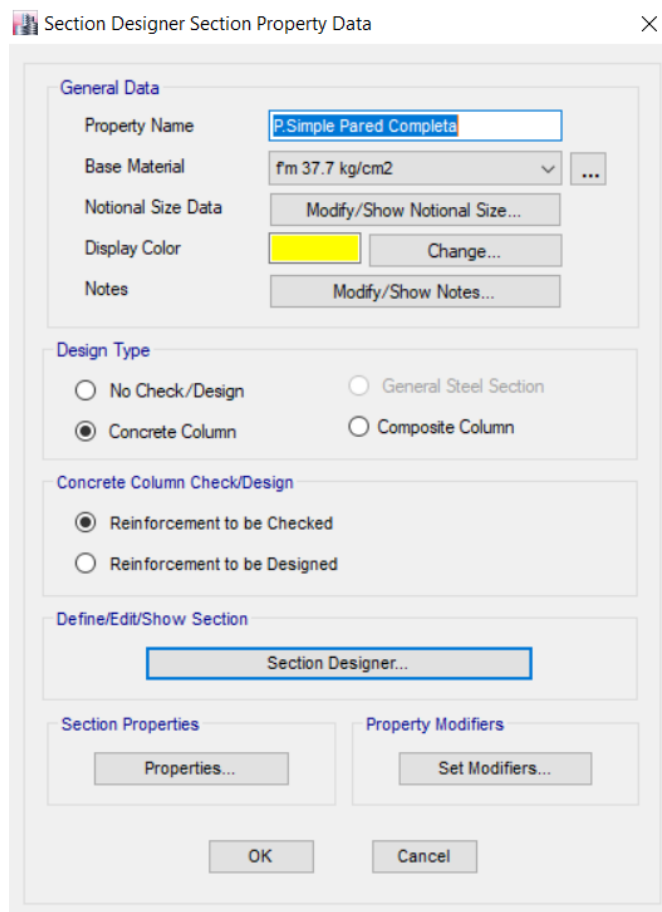 Section Designer Section Property Data
General Data
Property Name
P.Simple Pared Completa
Base Material
f'm 37.7 kg/cm2
...
Notional Size Data
Modify/Show Notional Size...
Display Color
Change...
Notes
Modify/Show Notes...
Design Type
No Check/Design
General Steel Section
Concrete Column
Composite Column
Concrete Column Check/Design
Reinforcement to be Checked
Reinforcement to be Designed
Define/Edit/Show Section
Section Designer...
Section Properties
Property Modifiers
Properties...
Set Modifiers...
OK
Cancel